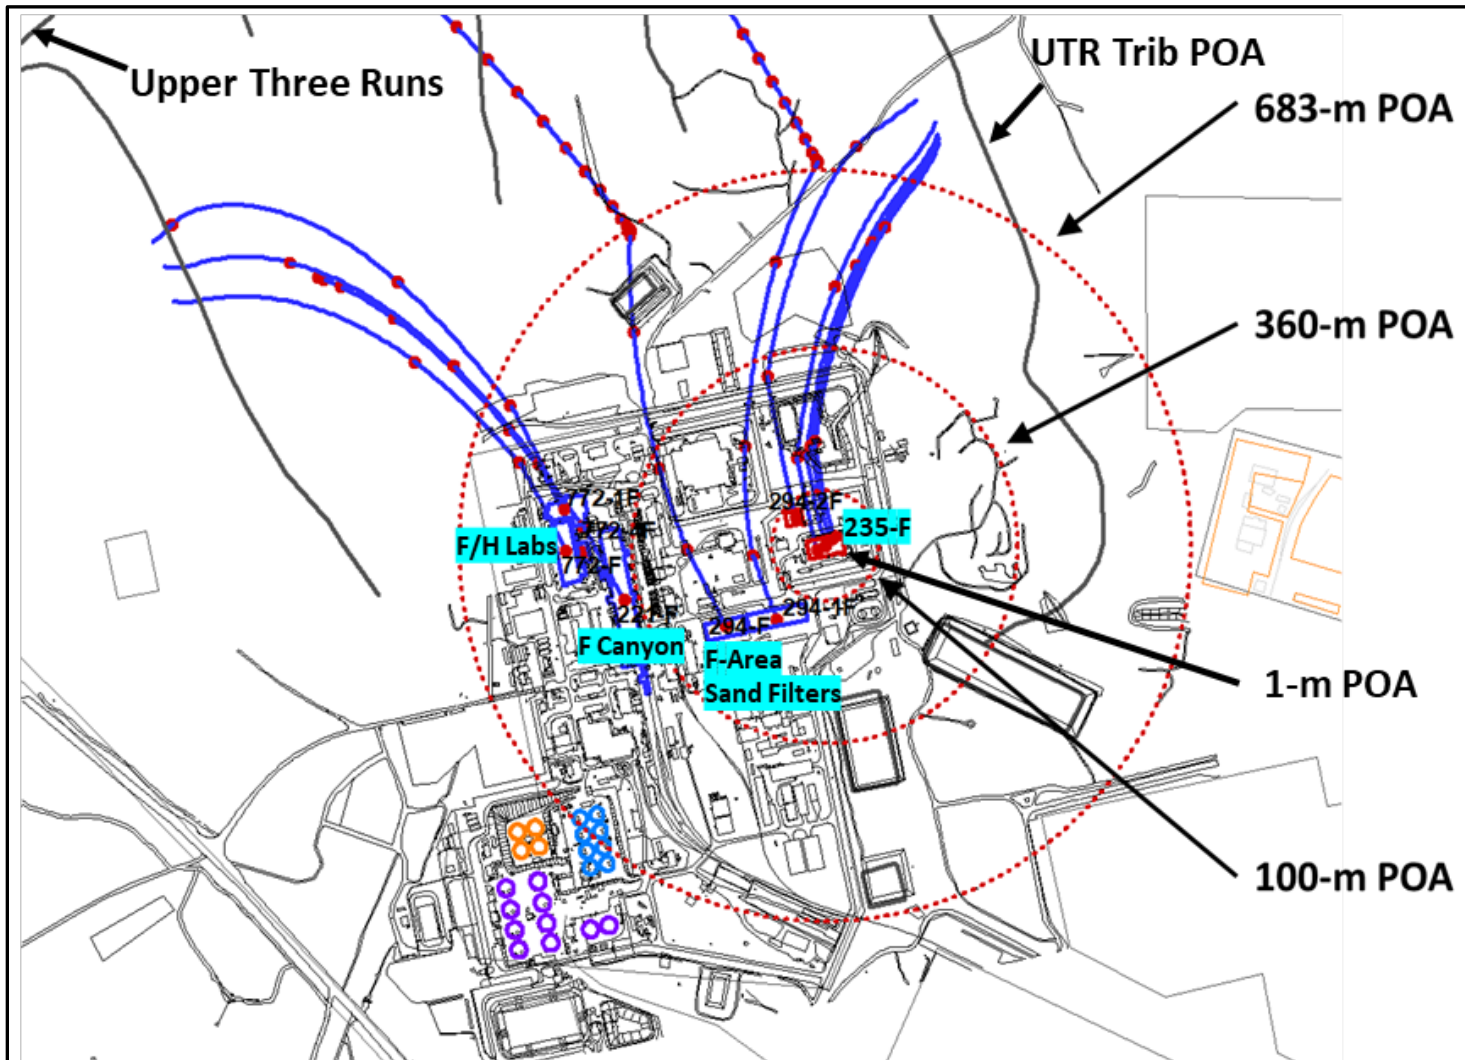 Upper Three Runs
UTR Trib POA
683-m POA
360-m POA
772-1F
294-2F
235-F
F/H Labs
772-F
294-1F
294-F
F Canyon
F-Area
Sand Filters
1-m POA
100-m POA